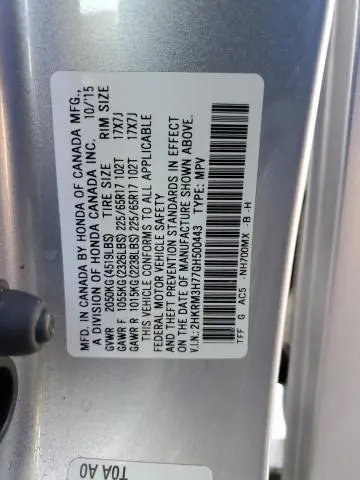 MFD. IN CANADA BY HONDA OF CANADA MFG.,
A DIVISION OF HONDA CANADA INC. 10/15
GVWR 2050KG(4519LBS) TIRE SIZE RIM SIZE
GAWR F 1055KG(2326LBS) 225/65R17 102T 17X7J
GAWR R 1015KG(2238LBS) 225/65R17 102T 17X7J
THIS VEHICLE CONFORMS TO ALL APPLICABLE
FEDERAL MOTOR VEHICLE SAFETY, BUMPER,
AND THEFT PREVENTION STANDARDS IN EFFECT
ON THE DATE OF MANUFACTURE SHOWN ABOVE.
V.I.N.: 2HKRM3H77GH500443 TYPE: MPV
TFF G AC5 -NH700MX -B -H
T0A A0